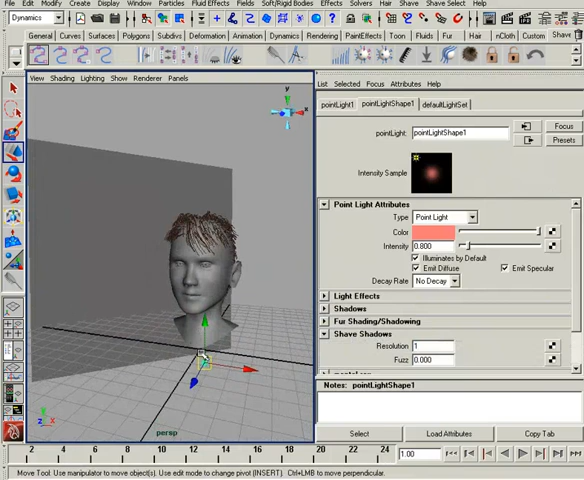 File Edit Modify Create Display Window Particles Fluid Effects Fields Soft/Rigid Bodies Effects Solvers Hair Shave Shave Select Help
Dynamics
General Curves Surfaces Polygons Subdivs Deformation Animation Dynamics Rendering PaintEffects Toon Fluids Fur Hair nCloth Custom Shave
View Shading Lighting Show Renderer Panels
List Selected Focus Attributes Help
pointLight1 pointLightShape1 defaultLightSet
pointLight: pointLightShape1 Focus
Presets
Intensity Sample
Point Light Attributes
Type Point Light
Color
Intensity 0.800
Illuminates by Default
Emit Diffuse Emit Specular
Decay Rate No Decay
Light Effects
Shadows
Fur Shading/Shadowing
Shave Shadows
Resolution 1
Fuzz 0.000
Notes: pointLightShape1
Select Load Attributes Copy Tab
y
x
z x
persp
2 4 6 8 10 12 14 16 18 20 22 24 1.00
Move Tool: Use manipulator to move object(s). Use edit mode to change pivot (INSERT). Ctrl+LMB to move perpendicular.